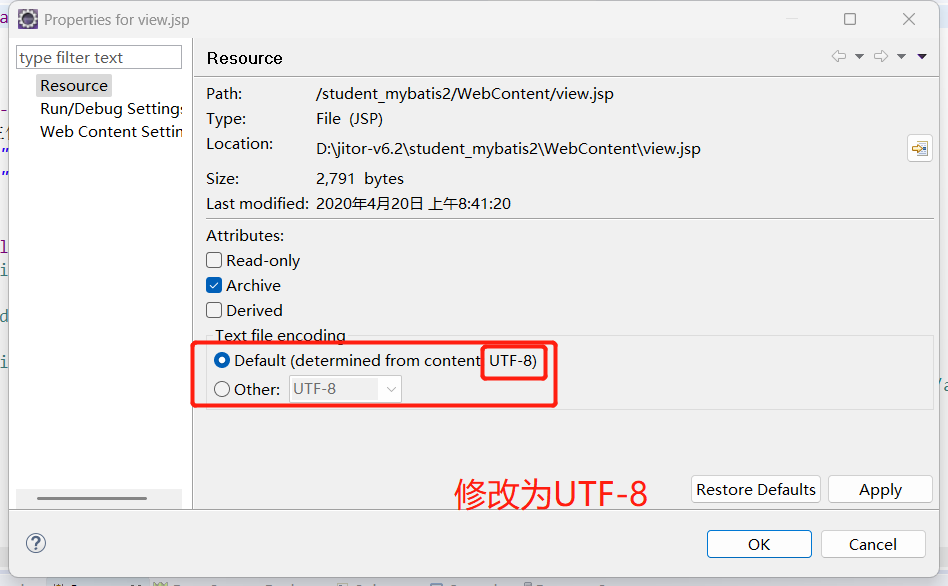 Properties for view.jsp
type filter text
Resource
Resource
Run/Debug Settings
Web Content Settin
Path: /student_mybatis2/WebContent/view.jsp
Type: File (JSP)
Location: D:\jitor-v6.2\student_mybatis2\WebContent\view.jsp
Size: 2,791 bytes
Last modified: 2020年4月20日 上午8:41:20
Attributes:
Read-only
Archive
Derived
Text file encoding
Default (determined from content UTF-8)
Other: UTF-8
修改为UTF-8
Restore Defaults Apply
OK Cancel